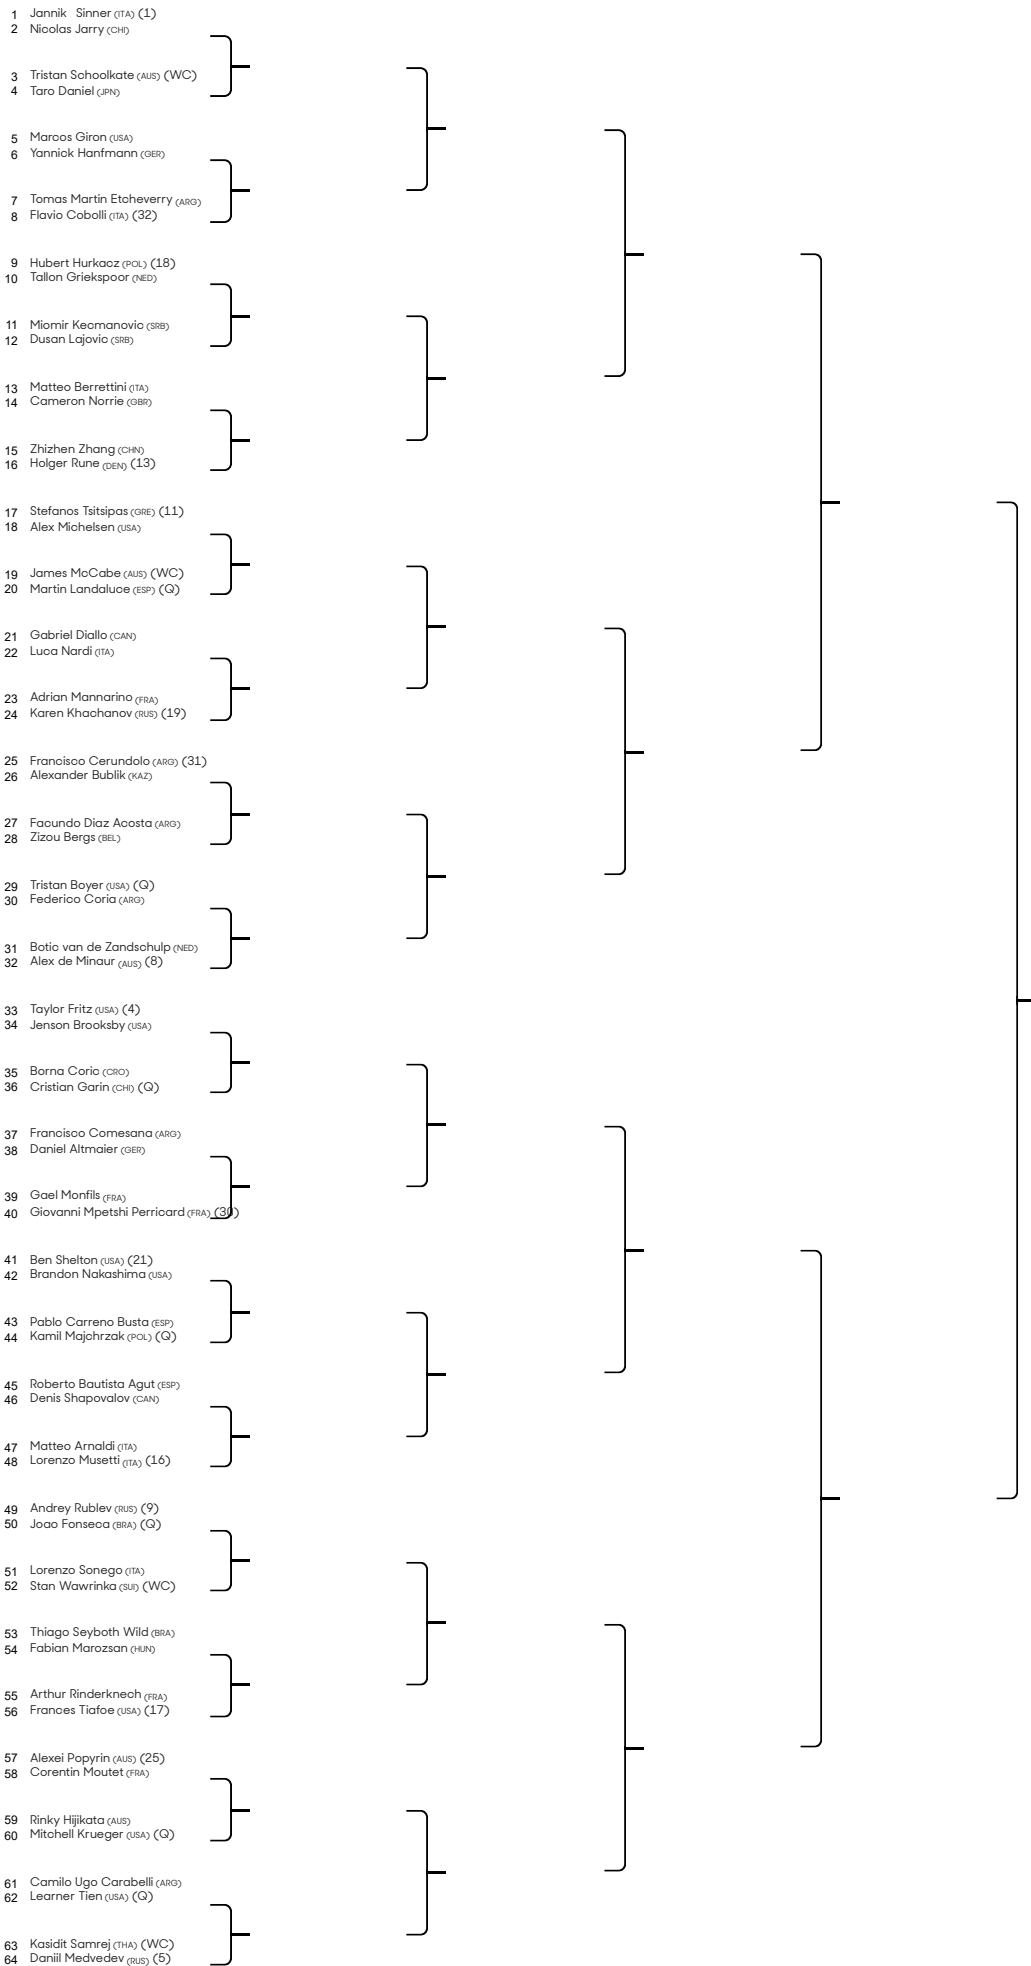 1 Jannik Sinner (ITA) (1)
2 Nicolas Jarry (CHI)
3 Tristan Schoolkate (AUS) (WC)
4 Taro Daniel (JPN)
5 Marcos Giron (USA)
6 Yannick Hanfmann (GER)
7 Tomas Martin Etcheverry (ARG)
8 Flavio Cobolli (ITA) (32)
9 Hubert Hurkacz (POL) (18)
10 Tallon Griekspoor (NED)
11 Miomir Kecmanovic (SRB)
12 Dusan Lajovic (SRB)
13 Matteo Berrettini (ITA)
14 Cameron Norrie (GBR)
15 Zhizhen Zhang (CHN)
16 Holger Rune (DEN) (13)
17 Stefanos Tsitsipas (GRE) (11)
18 Alex Michelsen (USA)
19 James McCabe (AUS) (WC)
20 Martin Landaluce (ESP) (Q)
21 Gabriel Diallo (CAN)
22 Luca Nardi (ITA)
23 Adrian Mannarino (FRA)
24 Karen Khachanov (RUS) (19)
25 Francisco Cerundolo (ARG) (31)
26 Alexander Bublik (KAZ)
27 Facundo Diaz Acosta (ARG)
28 Zizou Bergs (BEL)
29 Tristan Boyer (USA) (Q)
30 Federico Coria (ARG)
31 Botic van de Zandschulp (NED)
32 Alex de Minaur (AUS) (8)
33 Taylor Fritz (USA) (4)
34 Jenson Brooksby (USA)
35 Borna Coric (CRO)
36 Cristian Garin (CHI) (Q)
37 Francisco Comesana (ARG)
38 Daniel Altmaier (GER)
39 Gael Monfils (FRA)
40 Giovanni Mpetshi Perricard (FRA) (30)
41 Ben Shelton (USA) (21)
42 Brandon Nakashima (USA)
43 Pablo Carreno Busta (ESP)
44 Kamil Majchrzak (POL) (Q)
45 Roberto Bautista Agut (ESP)
46 Denis Shapovalov (CAN)
47 Matteo Arnaldi (ITA)
48 Lorenzo Musetti (ITA) (16)
49 Andrey Rublev (RUS) (9)
50 Joao Fonseca (BRA) (Q)
51 Lorenzo Sonego (ITA)
52 Stan Wawrinka (SUI) (WC)
53 Thiago Seyboth Wild (BRA)
54 Fabian Marozsan (HUN)
55 Arthur Rinderknech (FRA)
56 Frances Tiafoe (USA) (17)
57 Alexei Popyrin (AUS) (25)
58 Corentin Moutet (FRA)
59 Rinky Hijikata (AUS)
60 Mitchell Krueger (USA) (Q)
61 Camilo Ugo Carabelli (ARG)
62 Learner Tien (USA) (Q)
63 Kasidit Samrej (THA) (WC)
64 Daniil Medvedev (RUS) (5)